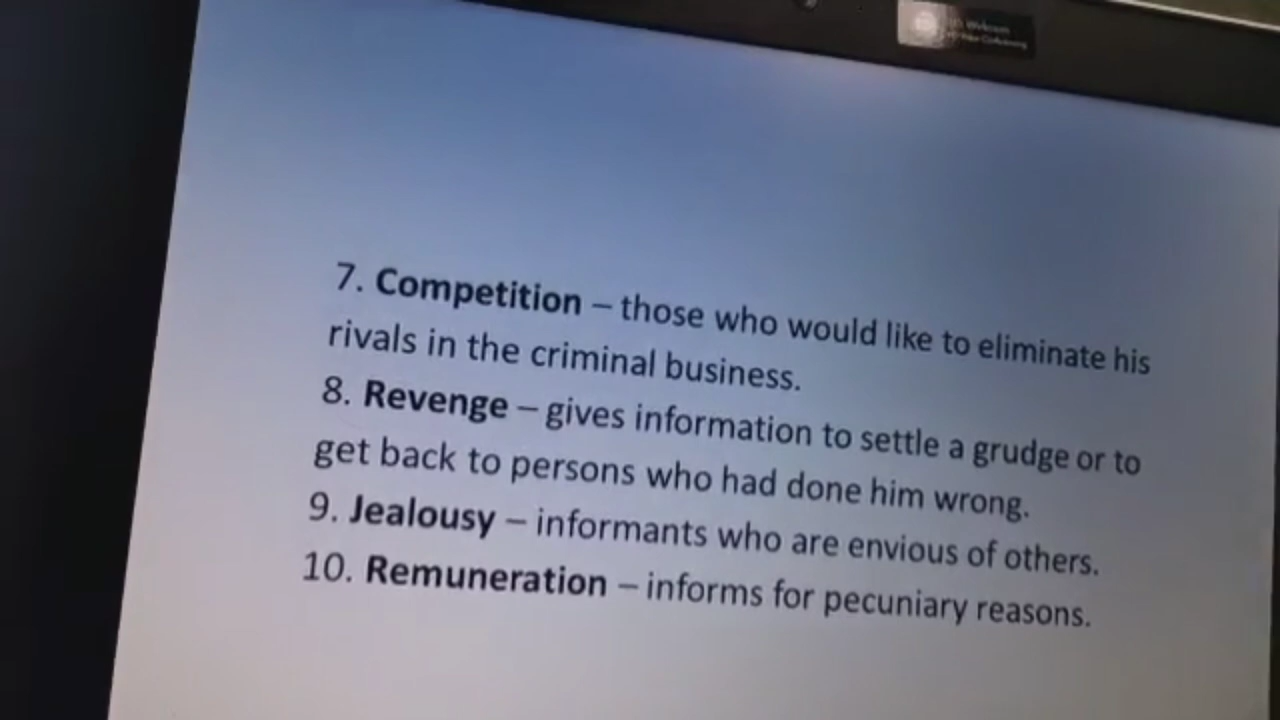 7. Competition – those who would like to eliminate his
rivals in the criminal business.
8. Revenge – gives information to settle a grudge or to
get back to persons who had done him wrong.
9. Jealousy – informants who are envious of others.
10. Remuneration – informs for pecuniary reasons.